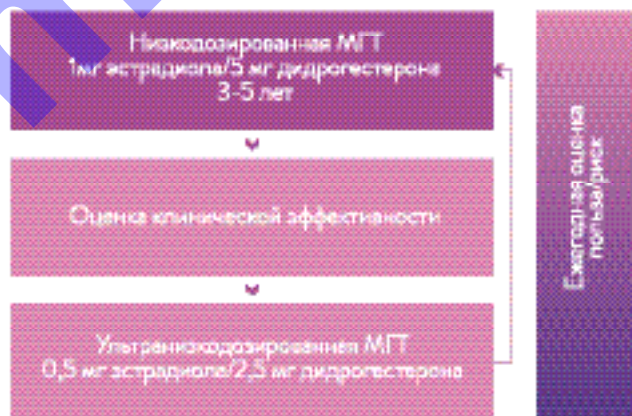 Низкодозированная МГТ
1мг эстрадиола/5 мг дидрогестерона
3-5 лет
Оценка клинической эффективности
Ультранизкодозированная МГТ
0,5 мг эстрадиола/2,5 мг дидрогестерона
Ежегодная оценка
польза/риск